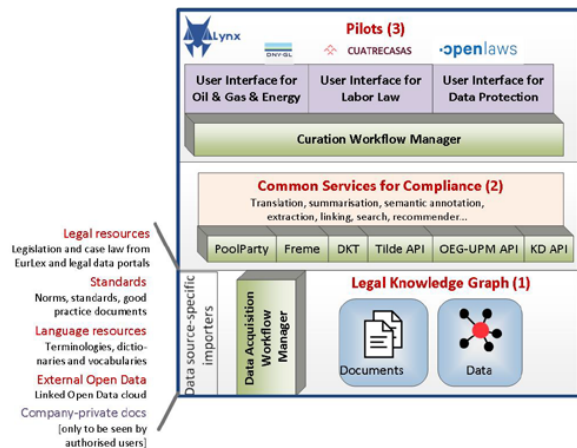 Lynx
Pilots (3)
DNV·GL
CUATRECASAS
openlaws
User Interface for
Oil & Gas & Energy
User Interface for
Labor Law
User Interface for
Data Protection
Curation Workflow Manager
Common Services for Compliance (2)
Translation, summarisation, semantic annotation,
extraction, linking, search, recommender...
PoolParty
Freme
DKT
Tilde API
OEG-UPM API
KD API
Legal resources
Legislation and case law from
EurLex and legal data portals
Standards
Norms, standards, good
practice documents
Language resources
Terminologies, dictio-
naries and vocabularies
External Open Data
Linked Open Data cloud
Company-private docs
[only to be seen by
authorised users]
Data source-specific
importers
Data Acquisition
Workflow
Manager
Legal Knowledge Graph (1)
Documents
Data